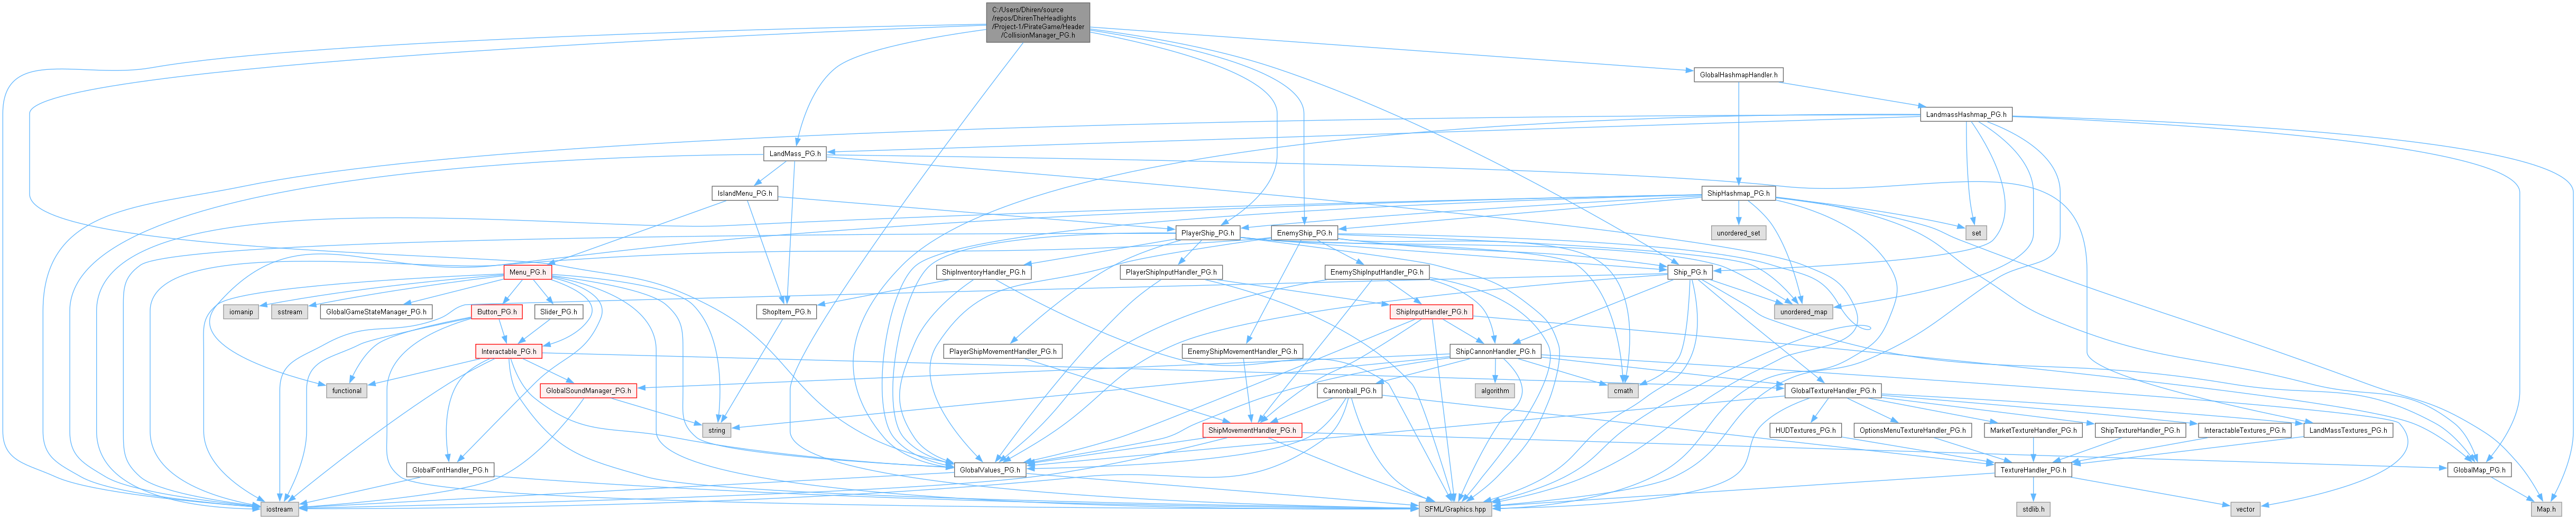 C:/Users/Dhiren/source
/repos/DhirenTheHeadlights
/Project-1/PirateGame/Header
/CollisionManager_PG.h
GlobalHashmapHandler.h
LandmassHashmap_PG.h
LandMass_PG.h
IslandMenu_PG.h
ShipHashmap_PG.h
PlayerShip_PG.h
EnemyShip_PG.h
unordered_set
set
Menu_PG.h
ShipInventoryHandler_PG.h
PlayerShipInputHandler_PG.h
EnemyShipInputHandler_PG.h
Ship_PG.h
iomanip
sstream
GlobalGameStateManager_PG.h
Button_PG.h
Slider_PG.h
ShopItem_PG.h
ShipInputHandler_PG.h
unordered_map
Interactable_PG.h
PlayerShipMovementHandler_PG.h
EnemyShipMovementHandler_PG.h
ShipCannonHandler_PG.h
functional
GlobalSoundManager_PG.h
Cannonball_PG.h
algorithm
cmath
GlobalTextureHandler_PG.h
string
ShipMovementHandler_PG.h
HUDTextures_PG.h
OptionsMenuTextureHandler_PG.h
MarketTextureHandler_PG.h
ShipTextureHandler_PG.h
InteractableTextures_PG.h
LandMassTextures_PG.h
GlobalFontHandler_PG.h
GlobalValues_PG.h
TextureHandler_PG.h
GlobalMap_PG.h
iostream
SFML/Graphics.hpp
stdlib.h
vector
Map.h